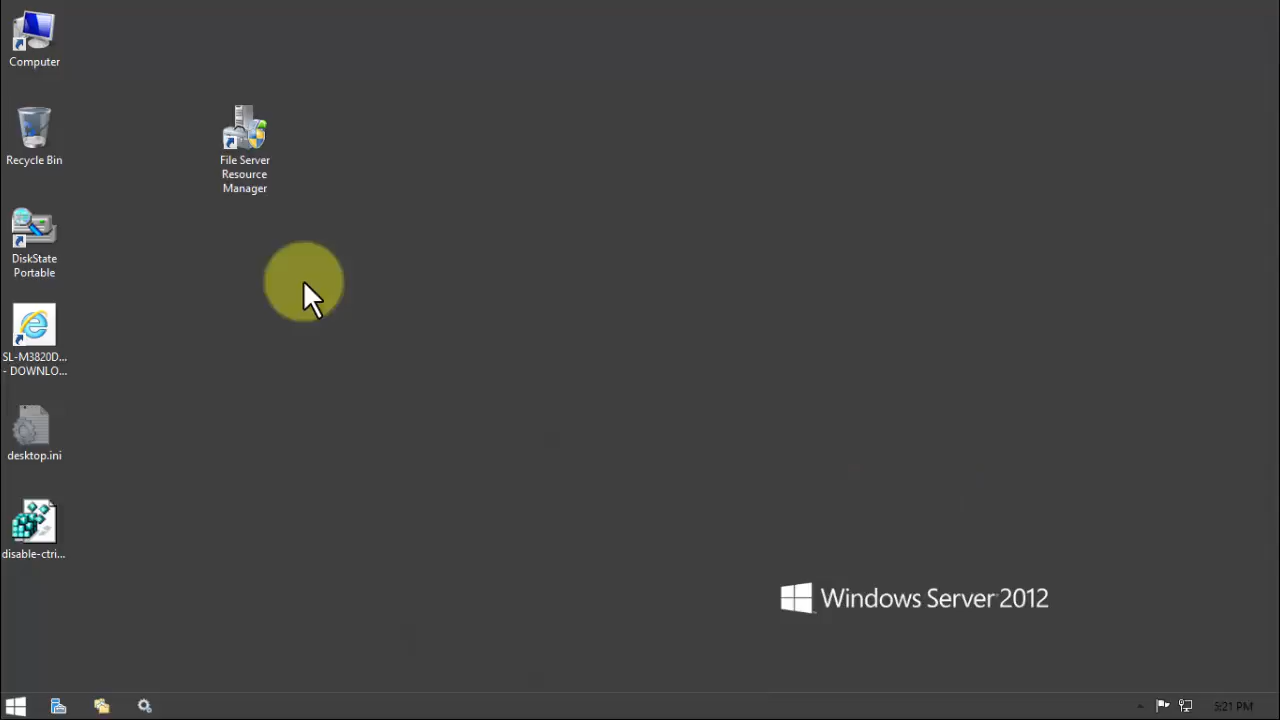 Computer
Recycle Bin
File Server
Resource
Manager
DiskState
Portable
SL-M3820D...
- DOWNLO...
desktop.ini
disable-ctrl...
Windows Server 2012
5:21 PM